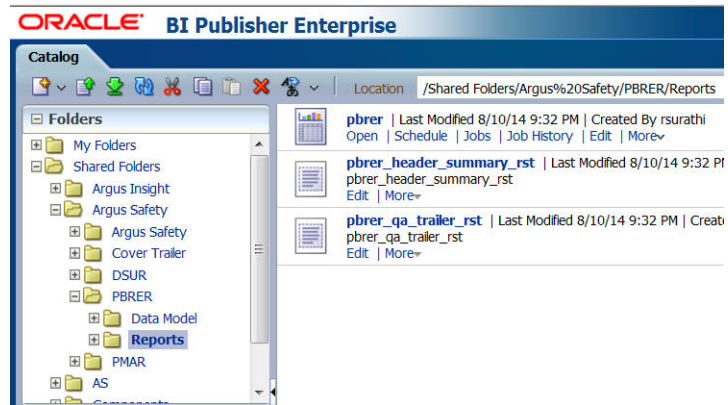 ORACLE BI Publisher Enterprise
Catalog
Location /Shared Folders/Argus%20Safety/PBRER/Reports
Folders
My Folders
Shared Folders
Argus Insight
Argus Safety
Argus Safety
Cover Trailer
DSUR
PBRER
Data Model
Reports
PMAR
AS
Components
pbrer | Last Modified 8/10/14 9:32 PM | Created By rsurathi
Open | Schedule | Jobs | Job History | Edit | More
pbrer_header_summary_rst | Last Modified 8/10/14 9:32 PM
pbrer_header_summary_rst
Edit | More
pbrer_qa_trailer_rst | Last Modified 8/10/14 9:32 PM | Create
pbrer_qa_trailer_rst
Edit | More